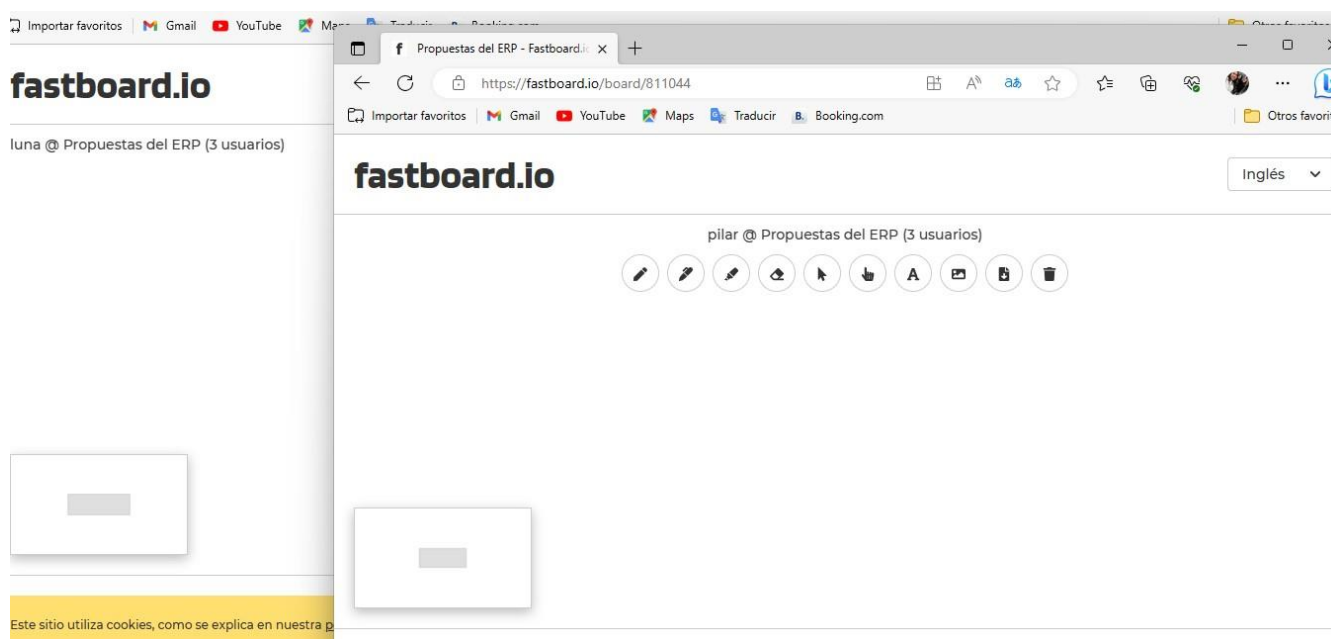 Importar favoritos Gmail YouTube
fastboard.io
luna @ Propuestas del ERP (3 usuarios)
Este sitio utiliza cookies, como se explica en nuestra
Propuestas del ERP - Fastboard.i
https://fastboard.io/board/811044
Importar favoritos Gmail YouTube Maps Traducir B. Booking.com Otros favori
fastboard.io
Inglés
pilar @ Propuestas del ERP (3 usuarios)
A